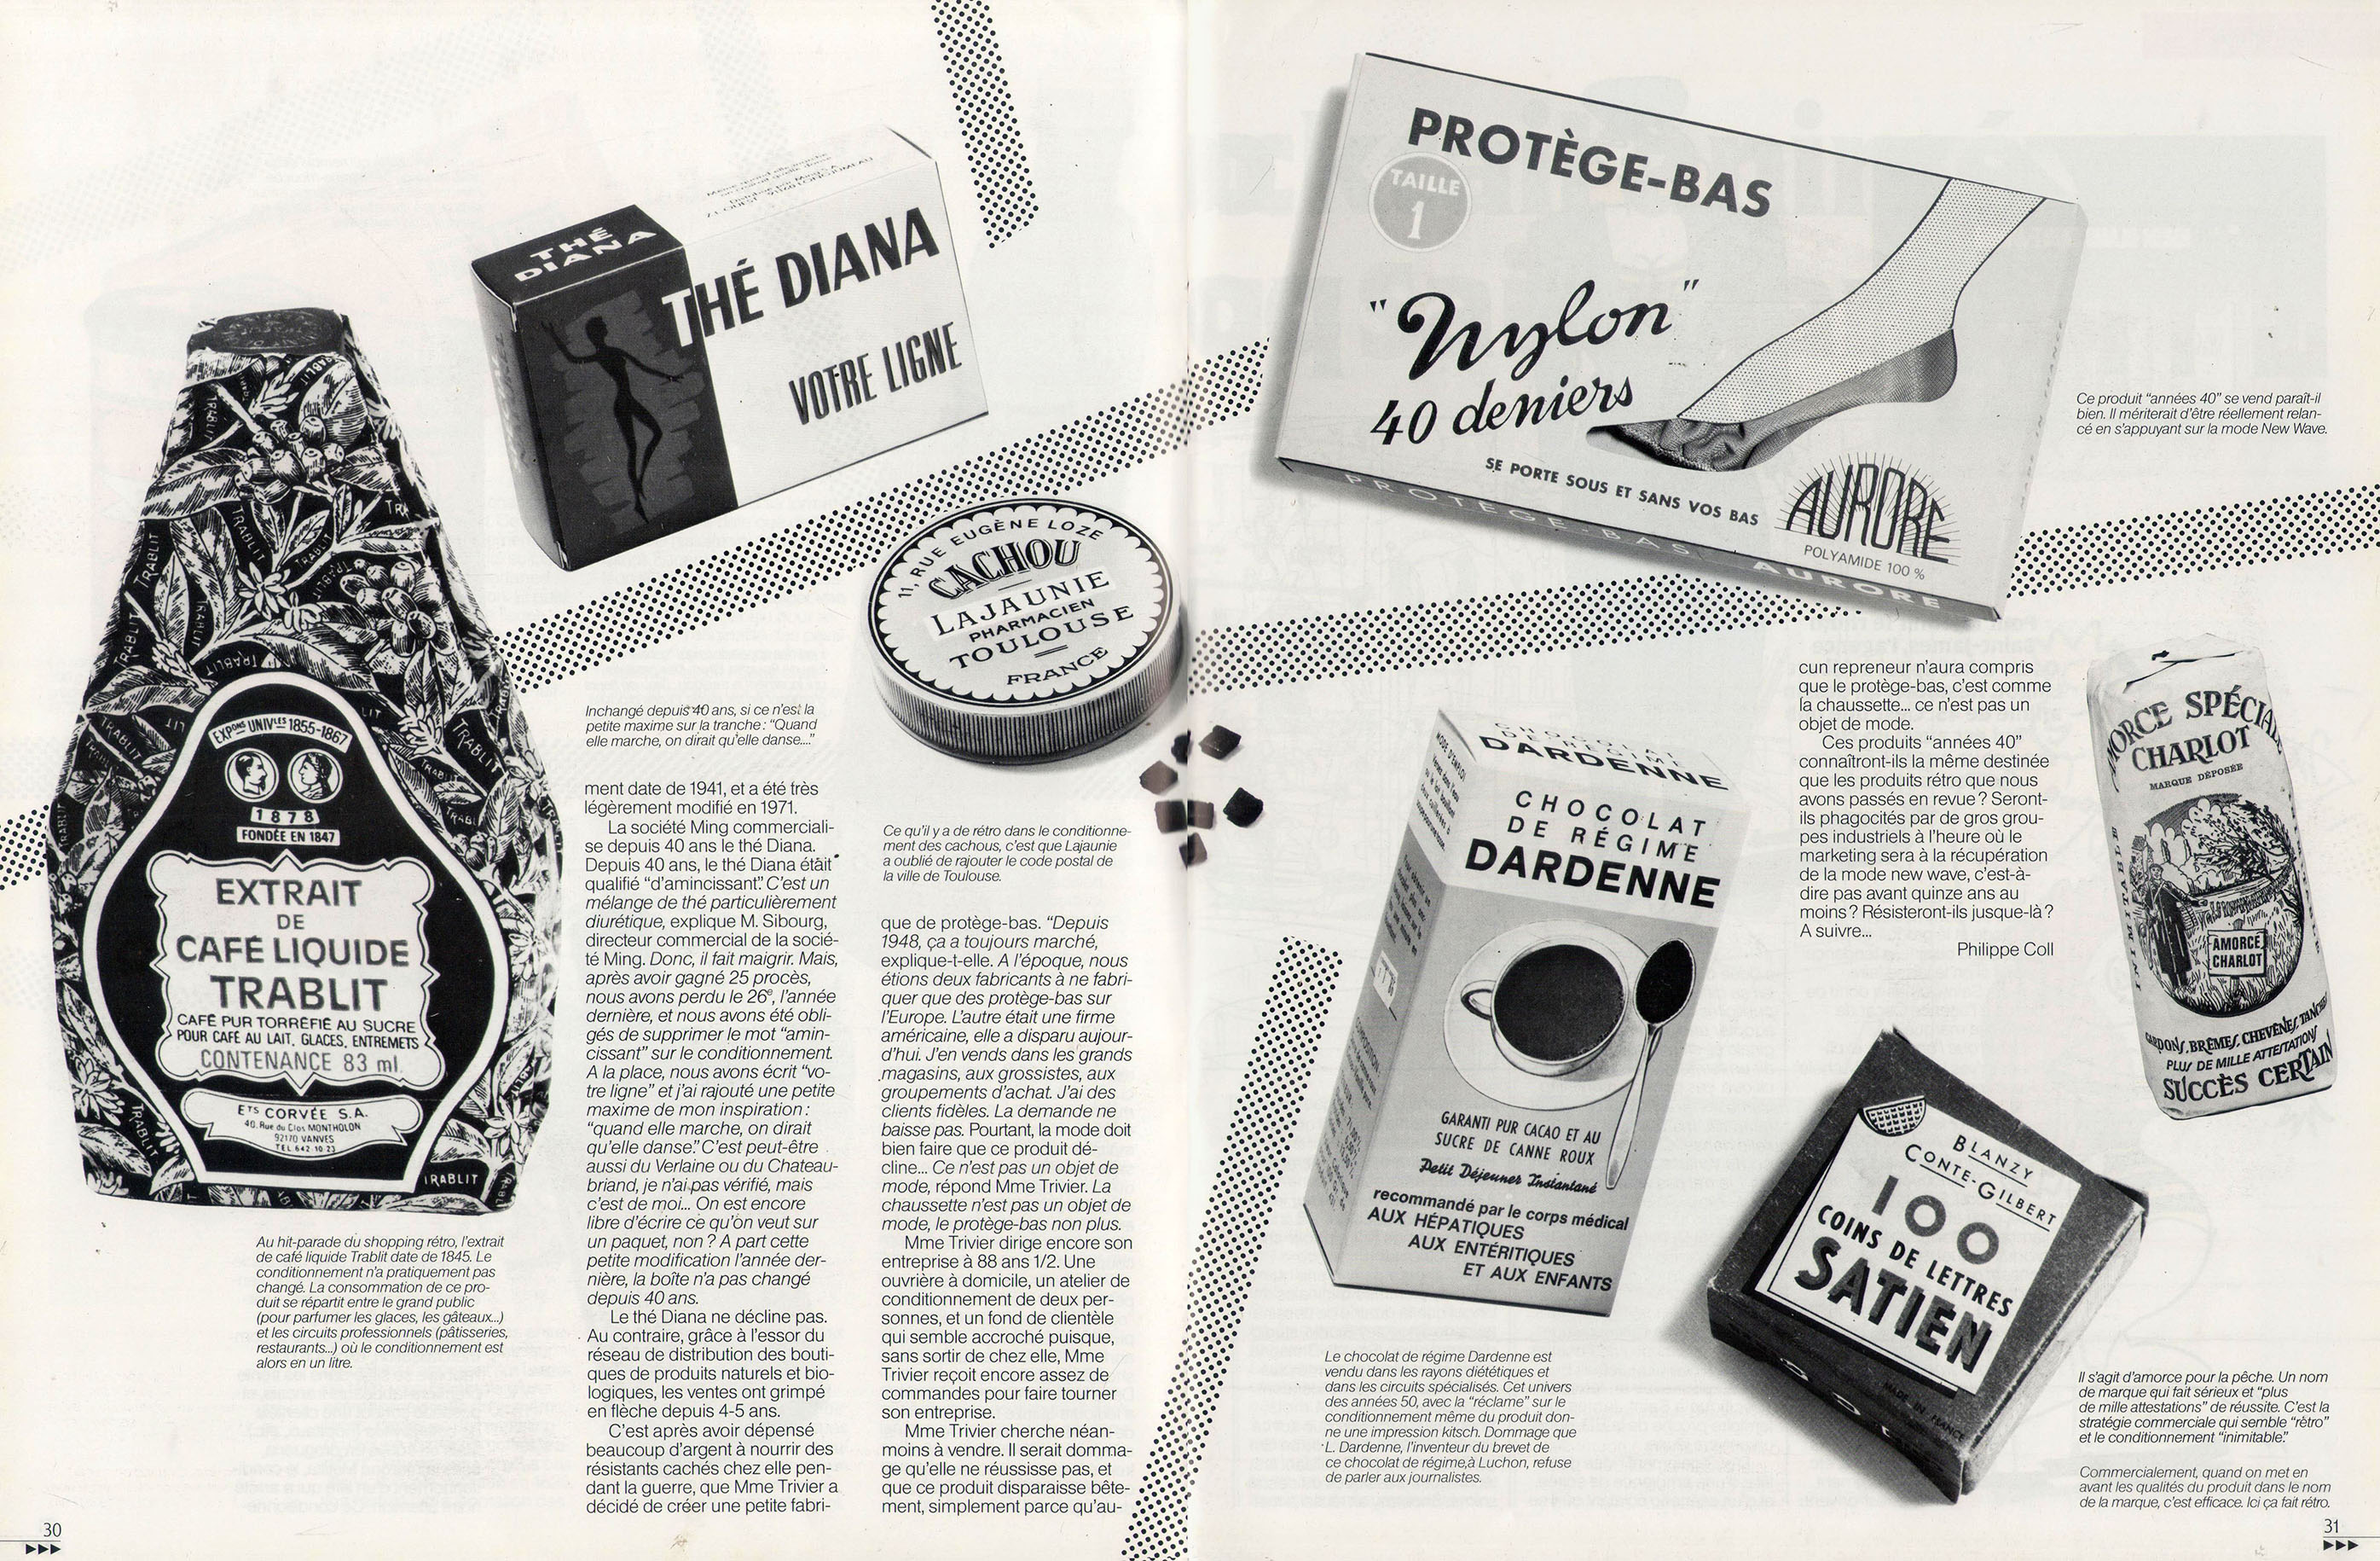 THÉ
DIANA
THÉ DIANA
VOTRE LIGNE
EXPons UNIVles 1855-1867
1878
FONDÉE EN 1847
EXTRAIT
DE
CAFÉ LIQUIDE
TRABLIT
CAFÉ PUR TORRÉFIÉ AU SUCRE
POUR CAFÉ AU LAIT, GLACES, ENTREMETS
CONTENANCE 83 ml.
ETS CORVÉE S.A.
40, Rue du Clos MONTHOLON
92170 VANVES
TEL 642 10-23
TRABLIT
Au hit-parade du shopping rétro, l'extrait
de café liquide Trablit date de 1845. Le
conditionnement n'a pratiquement pas
changé. La consommation de ce pro-
duit se répartit entre le grand public
(pour parfumer les glaces, les gâteaux...)
et les circuits professionnels (pâtisseries,
restaurants...) où le conditionnement est
alors en un litre.
Inchangé depuis 40 ans, si ce n'est la
petite maxime sur la tranche : "Quand
elle marche, on dirait qu'elle danse...."
ment date de 1941, et a été très
légèrement modifié en 1971.
La société Ming commerciali-
se depuis 40 ans le thé Diana.
Depuis 40 ans, le thé Diana était
qualifié "d'amincissant". C'est un
mélange de thé particulièrement
diurétique, explique M. Sibourg,
directeur commercial de la socié-
té Ming. Donc, il fait maigrir. Mais,
après avoir gagné 25 procès,
nous avons perdu le 26e, l'année
dernière, et nous avons été obli-
gés de supprimer le mot "amin-
cissant" sur le conditionnement.
A la place, nous avons écrit "vo-
tre ligne" et j'ai rajouté une petite
maxime de mon inspiration :
"quand elle marche, on dirait
qu'elle danse". C'est peut-être
aussi du Verlaine ou du Chateau-
briand, je n'ai pas vérifié, mais
c'est de moi... On est encore
libre d'écrire ce qu'on veut sur
un paquet, non ? A part cette
petite modification l'année der-
nière, la boîte n'a pas changé
depuis 40 ans.
Le thé Diana ne décline pas.
Au contraire, grâce à l'essor du
réseau de distribution des bouti-
ques de produits naturels et bio-
logiques, les ventes ont grimpé
en flèche depuis 4-5 ans.
C'est après avoir dépensé
beaucoup d'argent à nourrir des
résistants cachés chez elle pen-
dant la guerre, que Mme Trivier a
décidé de créer une petite fabri-
11, RUE EUGÈNE LOZE
CACHOU
LAJAUNIE
PHARMACIEN
TOULOUSE
FRANCE
Ce qu'il y a de rétro dans le conditionne-
ment des cachous, c'est que Lajaunie
a oublié de rajouter le code postal de
la ville de Toulouse.
que de protège-bas. "Depuis
1948, ça a toujours marché,
explique-t-elle. A l'époque, nous
étions deux fabricants à ne fabri-
quer que des protège-bas sur
l'Europe. L'autre était une firme
américaine, elle a disparu aujour-
d'hui. J'en vends dans les grands
magasins, aux grossistes, aux
groupements d'achat. J'ai des
clients fidèles. La demande ne
baisse pas. Pourtant, la mode doit
bien faire que ce produit dé-
cline... Ce n'est pas un objet de
mode, répond Mme Trivier. La
chaussette n'est pas un objet de
mode, le protège-bas non plus.
Mme Trivier dirige encore son
entreprise à 88 ans 1/2. Une
ouvrière à domicile, un atelier de
conditionnement de deux per-
sonnes, et un fond de clientèle
qui semble accroché puisque,
sans sortir de chez elle, Mme
Trivier reçoit encore assez de
commandes pour faire tourner
son entreprise.
Mme Trivier cherche néan-
moins à vendre. Il serait domma-
ge qu'elle ne réussisse pas, et
que ce produit disparaisse bête-
ment, simplement parce qu'au-
30
PROTÈGE-BAS
TAILLE
1
"Nylon"
40 deniers
SE PORTE SOUS ET SANS VOS BAS
AURORE
POLYAMIDE 100 %
PROTÈGE-BAS AURORE
Ce produit "années 40" se vend paraît-il
bien. Il mériterait d'être réellement relan-
cé en s'appuyant sur la mode New Wave.
cun repreneur n'aura compris
que le protège-bas, c'est comme
la chaussette... ce n'est pas un
objet de mode.
Ces produits "années 40"
connaîtront-ils la même destinée
que les produits rétro que nous
avons passés en revue ? Seront-
ils phagocités par de gros grou-
pes industriels à l'heure où le
marketing sera à la récupération
de la mode new wave, c'est-à-
dire pas avant quinze ans au
moins ? Résisteront-ils jusque-là ?
A suivre...
Philippe Coll
DARDENNE
CHOCOLAT
DE RÉGIME
DARDENNE
GARANTI PUR CACAO ET AU
SUCRE DE CANNE ROUX
Petit Déjeuner Instantané
recommandé par le corps médical
AUX HÉPATIQUES
AUX ENTÉRITIQUES
ET AUX ENFANTS
Le chocolat de régime Dardenne est
vendu dans les rayons diététiques et
dans les circuits spécialisés. Cet univers
des années 50, avec la "réclame" sur le
conditionnement même du produit don-
ne une impression kitsch. Dommage que
L. Dardenne, l'inventeur du brevet de
ce chocolat de régime,à Luchon, refuse
de parler aux journalistes.
AMORCE SPÉCIALE
CHARLOT
MARQUE DÉPOSÉE
INIMITABLE
AMORCE
CHARLOT
GARDONS, BRÊMES, CHEVÈNES, TANCHES
PLUS DE MILLE ATTESTATIONS
SUCCÈS CERTAIN
BLANZY
CONTE-GILBERT
100
COINS DE LETTRES
SATIEN
MADE IN FRANCE
Il s'agit d'amorce pour la pêche. Un nom
de marque qui fait sérieux et "plus
de mille attestations" de réussite. C'est la
stratégie commerciale qui semble "rétro"
et le conditionnement "inimitable".
Commercialement, quand on met en
avant les qualités du produit dans le nom
de la marque, c'est efficace. Ici ça fait rétro.
31